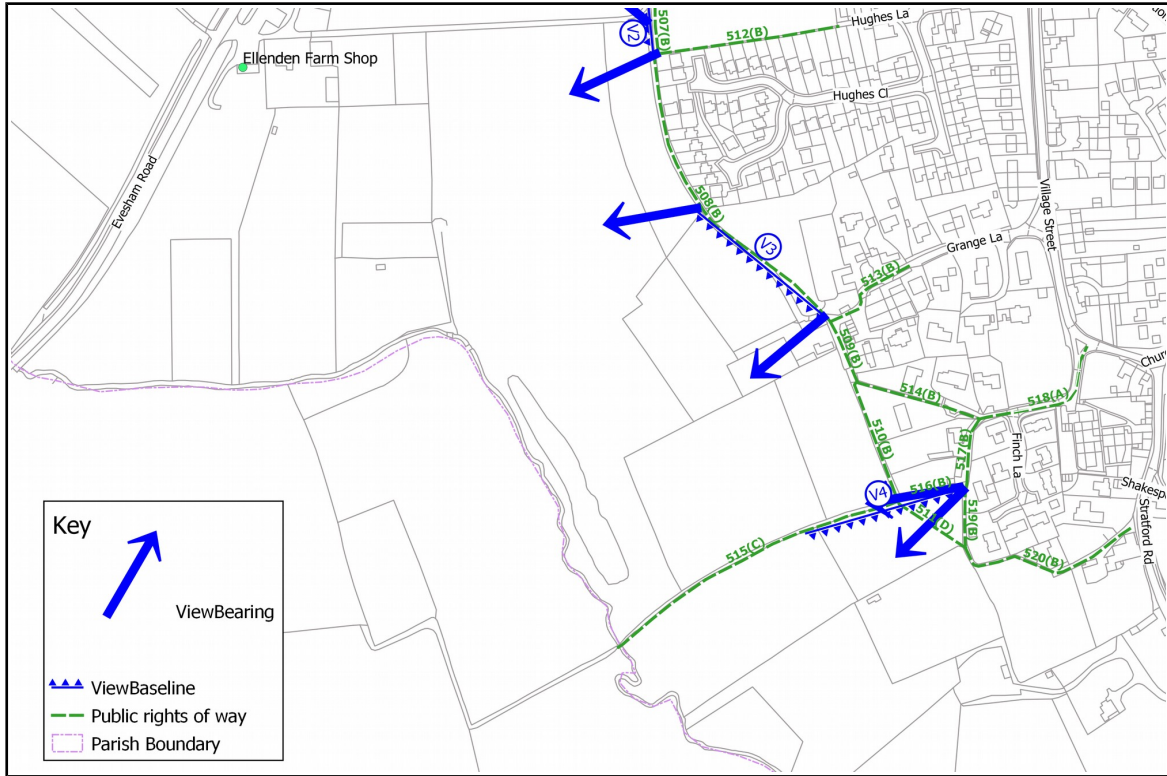 507(B)
V2
512(B)
Hughes La
Ellenden Farm Shop
Hughes Cl
Evesham Road
Village Street
508(B)
V3
Grange La
513(B)
509(B)
514(B)
518(A)
510(B)
517(B)
Finch La
V4
516(B)
519(B)
515(C)
520(B)
Stratford Rd
Key
ViewBearing
ViewBaseline
Public rights of way
Parish Boundary